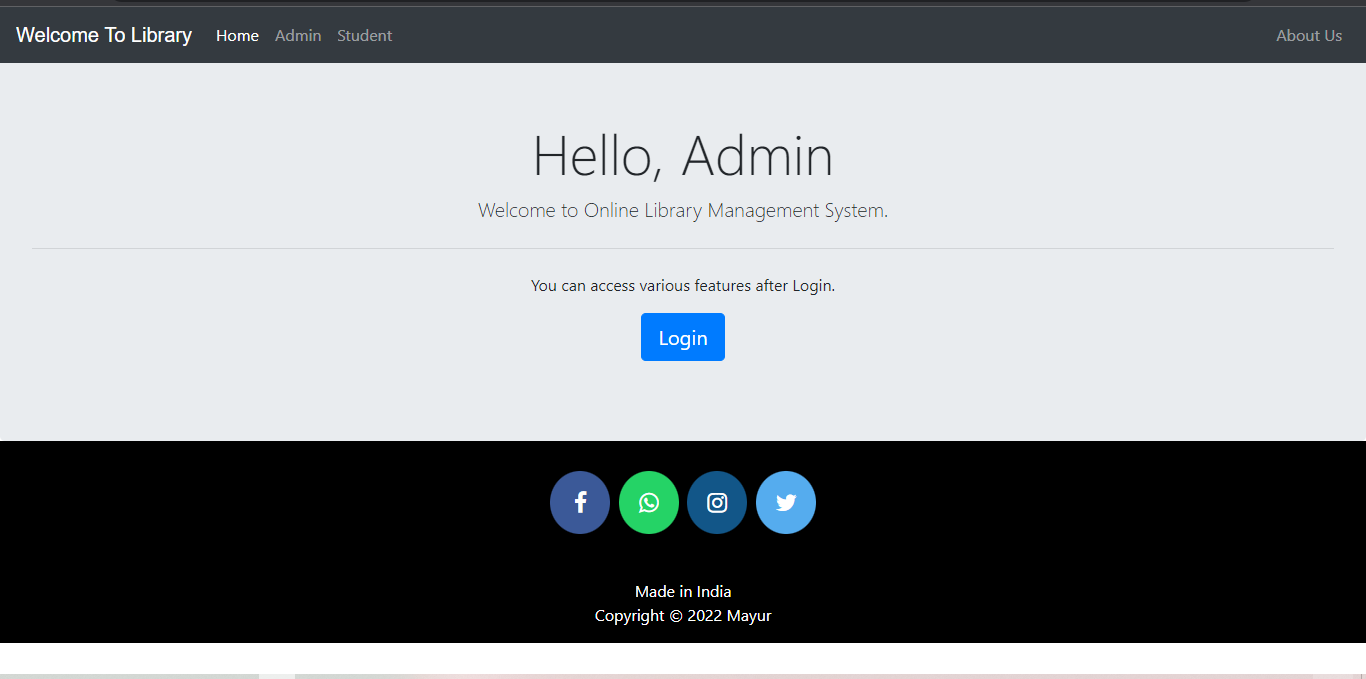 Welcome To Library Home Admin Student About Us
Hello, Admin
Welcome to Online Library Management System.
You can access various features after Login.
Login
Made in India
Copyright © 2022 Mayur